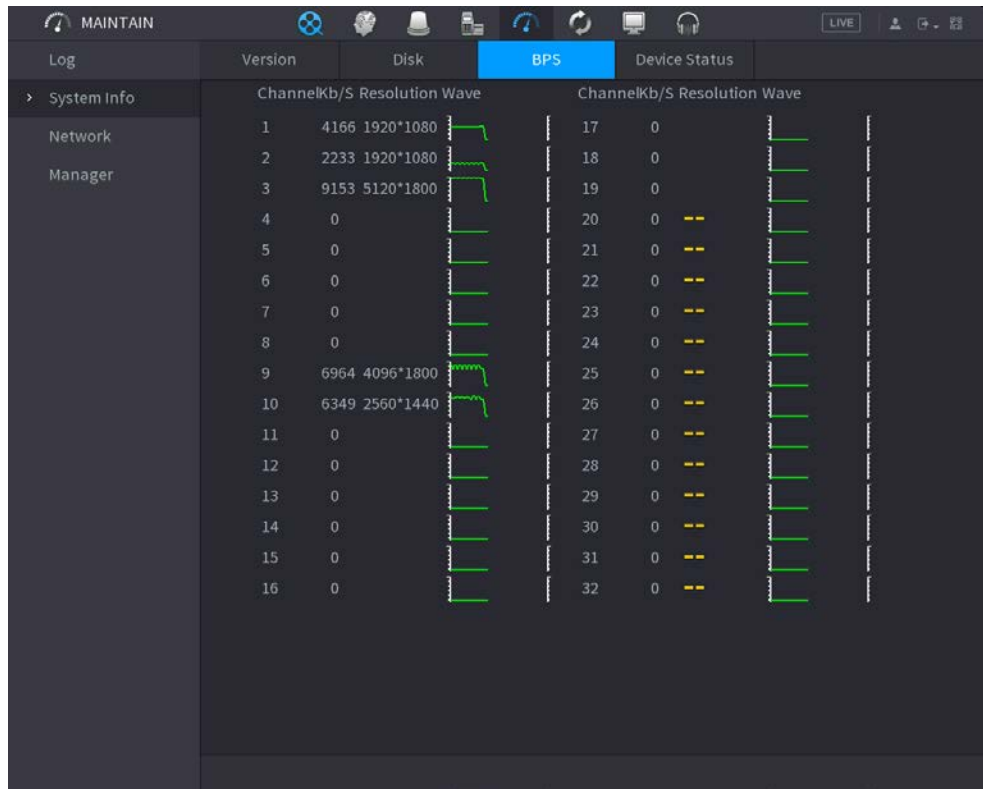 MAINTAIN LIVE
Log Version Disk BPS Device Status
System Info ChannelKb/S Resolution Wave ChannelKb/S Resolution Wave
Network
Manager
1 4166 1920*1080 17 0
2 2233 1920*1080 18 0
3 9153 5120*1800 19 0
4 0 20 0 --
5 0 21 0 --
6 0 22 0 --
7 0 23 0 --
8 0 24 0 --
9 6964 4096*1800 25 0 --
10 6349 2560*1440 26 0 --
11 0 27 0 --
12 0 28 0 --
13 0 29 0 --
14 0 30 0 --
15 0 31 0 --
16 0 32 0 --